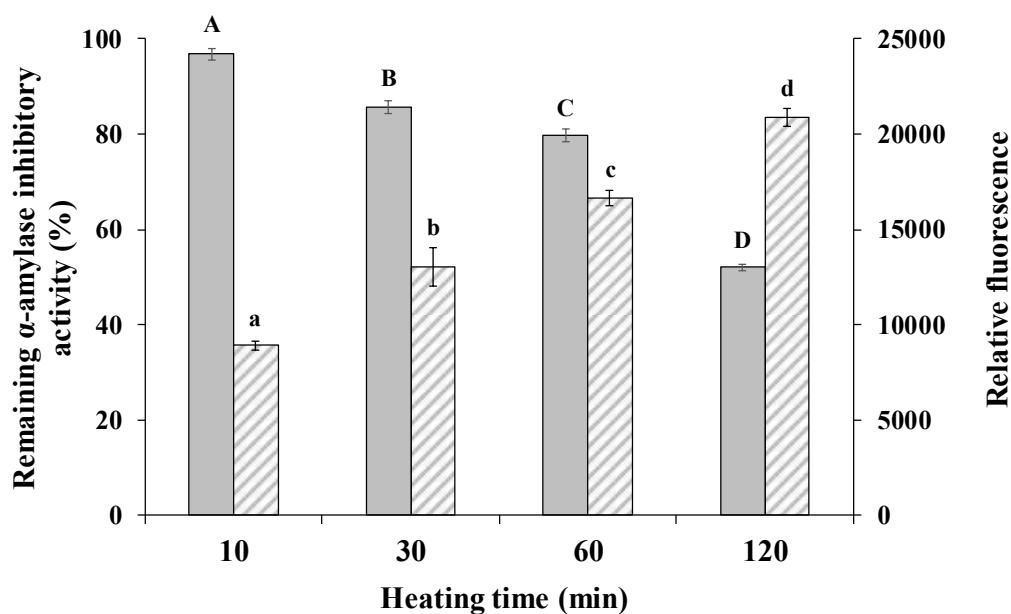 Remaining α-amylase inhibitory
activity (%)
100
80
60
40
20
0
A
a
B
b
C
c
D
d
25000
20000
15000
10000
5000
0
Relative fluorescence
10 30 60 120
Heating time (min)